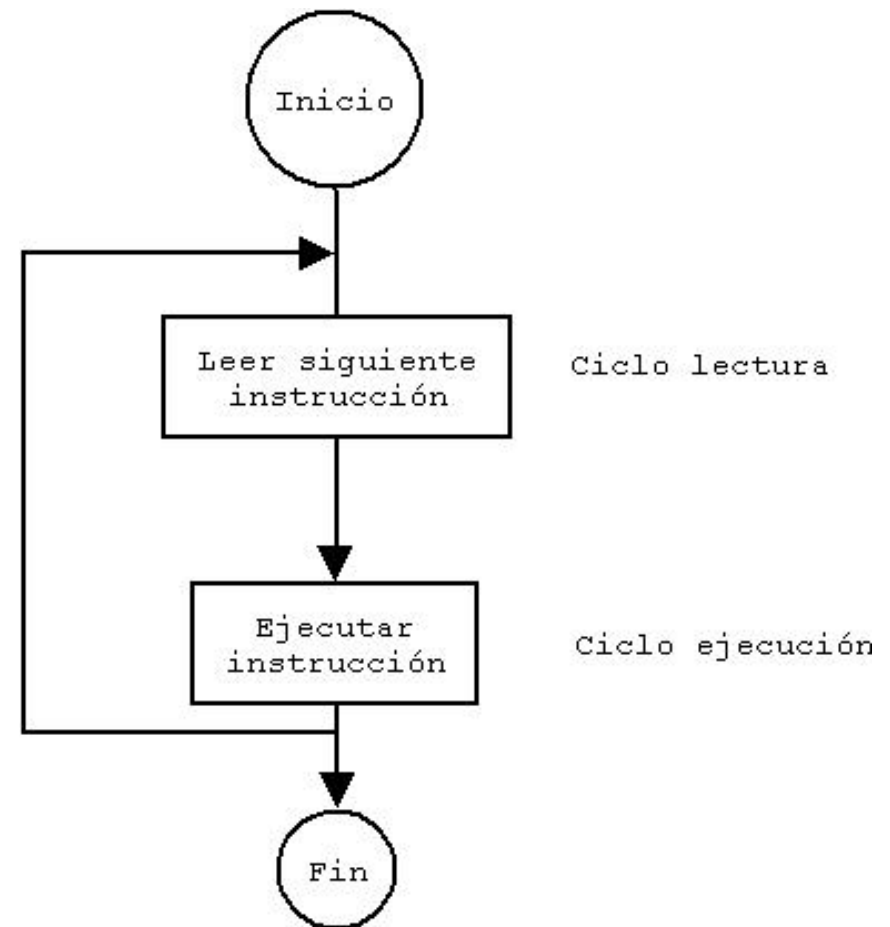 Inicio
Leer siguiente
instrucción
Ciclo lectura
Ejecutar
instrucción
Ciclo ejecución
Fin